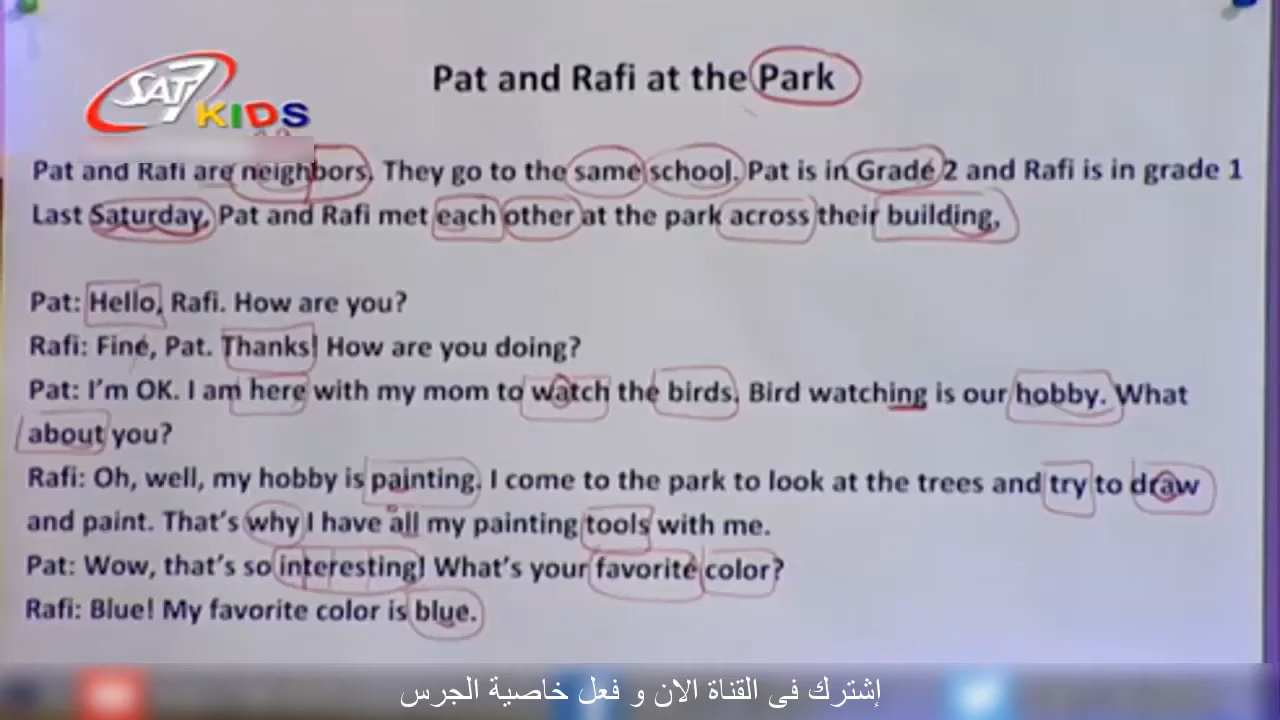 SAT7 KIDS
Pat and Rafi at the Park
Pat and Rafi are neighbors. They go to the same school. Pat is in Grade 2 and Rafi is in grade 1
Last Saturday, Pat and Rafi met each other at the park across their building,
Pat: Hello, Rafi. How are you?
Rafi: Fine, Pat. Thanks! How are you doing?
Pat: I'm OK. I am here with my mom to watch the birds. Bird watching is our hobby. What
about you?
Rafi: Oh, well, my hobby is painting. I come to the park to look at the trees and try to draw
and paint. That's why I have all my painting tools with me.
Pat: Wow, that's so interesting! What's your favorite color?
Rafi: Blue! My favorite color is blue.
إشترك فى القناة الان و فعل خاصية الجرس